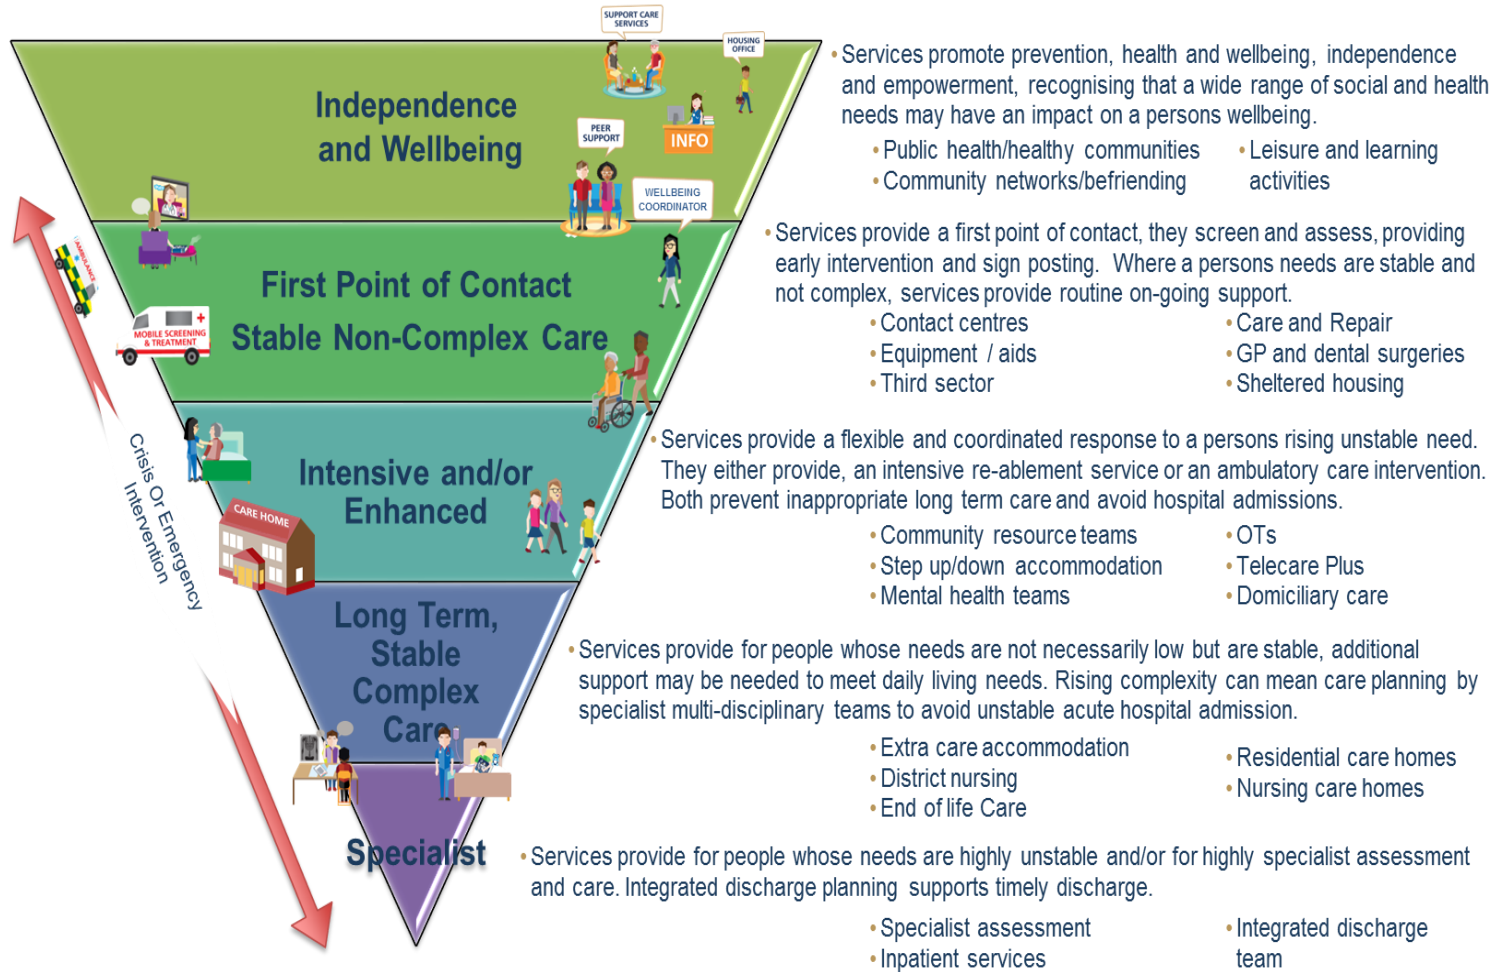 SUPPORT CARE
SERVICES
HOUSING
OFFICE
PEER
SUPPORT
INFO
WELLBEING
COORDINATOR
Independence
and Wellbeing
• Services promote prevention, health and wellbeing, independence
and empowerment, recognising that a wide range of social and health
needs may have an impact on a persons wellbeing.
• Public health/healthy communities
• Community networks/befriending
• Leisure and learning
activities
AMBULANCE
MOBILE SCREENING
& TREATMENT
First Point of Contact
Stable Non-Complex Care
• Services provide a first point of contact, they screen and assess, providing
early intervention and sign posting. Where a persons needs are stable and
not complex, services provide routine on-going support.
• Contact centres
• Equipment / aids
• Third sector
• Care and Repair
• GP and dental surgeries
• Sheltered housing
Crisis Or Emergency
Intervention
CARE HOME
Intensive and/or
Enhanced
• Services provide a flexible and coordinated response to a persons rising unstable need.
They either provide, an intensive re-ablement service or an ambulatory care intervention.
Both prevent inappropriate long term care and avoid hospital admissions.
• Community resource teams
• Step up/down accommodation
• Mental health teams
• OTs
• Telecare Plus
• Domiciliary care
Long Term,
Stable
Complex
Care
• Services provide for people whose needs are not necessarily low but are stable, additional
support may be needed to meet daily living needs. Rising complexity can mean care planning by
specialist multi-disciplinary teams to avoid unstable acute hospital admission.
• Extra care accommodation
• District nursing
• End of life Care
• Residential care homes
• Nursing care homes
Specialist
• Services provide for people whose needs are highly unstable and/or for highly specialist assessment
and care. Integrated discharge planning supports timely discharge.
• Specialist assessment
• Inpatient services
• Integrated discharge
team